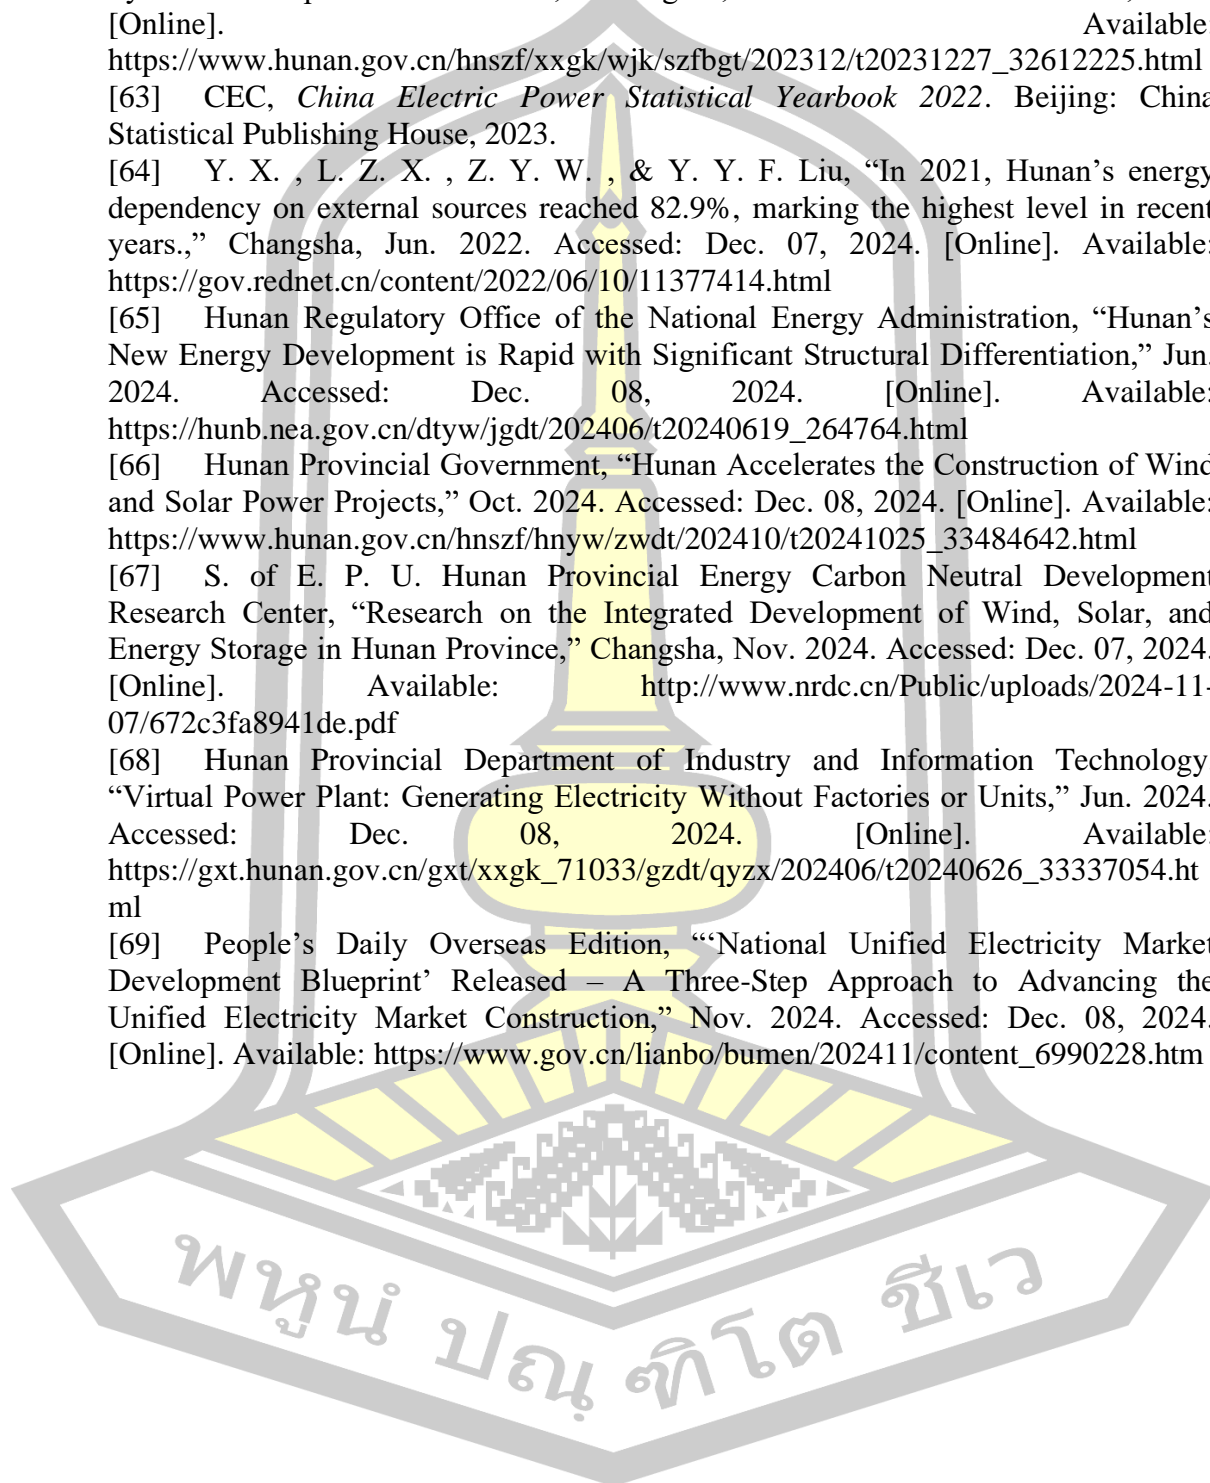 [Online]. Available:
https://www.hunan.gov.cn/hnszf/xxgk/wjk/szfbgt/202312/t20231227_32612225.html
[63] CEC, China Electric Power Statistical Yearbook 2022. Beijing: China
Statistical Publishing House, 2023.
[64] Y. X. , L. Z. X. , Z. Y. W. , & Y. Y. F. Liu, “In 2021, Hunan’s energy
dependency on external sources reached 82.9%, marking the highest level in recent
years.,” Changsha, Jun. 2022. Accessed: Dec. 07, 2024. [Online]. Available:
https://gov.rednet.cn/content/2022/06/10/11377414.html
[65] Hunan Regulatory Office of the National Energy Administration, “Hunan’s
New Energy Development is Rapid with Significant Structural Differentiation,” Jun.
2024. Accessed: Dec. 08, 2024. [Online]. Available:
https://hunb.nea.gov.cn/dtyw/jgdt/202406/t20240619_264764.html
[66] Hunan Provincial Government, “Hunan Accelerates the Construction of Wind
and Solar Power Projects,” Oct. 2024. Accessed: Dec. 08, 2024. [Online]. Available:
https://www.hunan.gov.cn/hnszf/hnyw/zwdt/202410/t20241025_33484642.html
[67] S. of E. P. U. Hunan Provincial Energy Carbon Neutral Development
Research Center, “Research on the Integrated Development of Wind, Solar, and
Energy Storage in Hunan Province,” Changsha, Nov. 2024. Accessed: Dec. 07, 2024.
[Online]. Available: http://www.nrdc.cn/Public/uploads/2024-11-
07/672c3fa8941de.pdf
[68] Hunan Provincial Department of Industry and Information Technology
“Virtual Power Plant: Generating Electricity Without Factories or Units,” Jun. 2024.
Accessed: Dec. 08, 2024. [Online]. Available:
https://gxt.hunan.gov.cn/gxt/xxgk_71033/gzdt/qyzx/202406/t20240626_33337054.ht
ml
[69] People’s Daily Overseas Edition, “‘National Unified Electricity Market
Development Blueprint’ Released – A Three-Step Approach to Advancing the
Unified Electricity Market Construction,” Nov. 2024. Accessed: Dec. 08, 2024.
[Online]. Available: https://www.gov.cn/lianbo/bumen/202411/content_6990228.htm
พหูนํ ปณฺฑิโต ชีเว